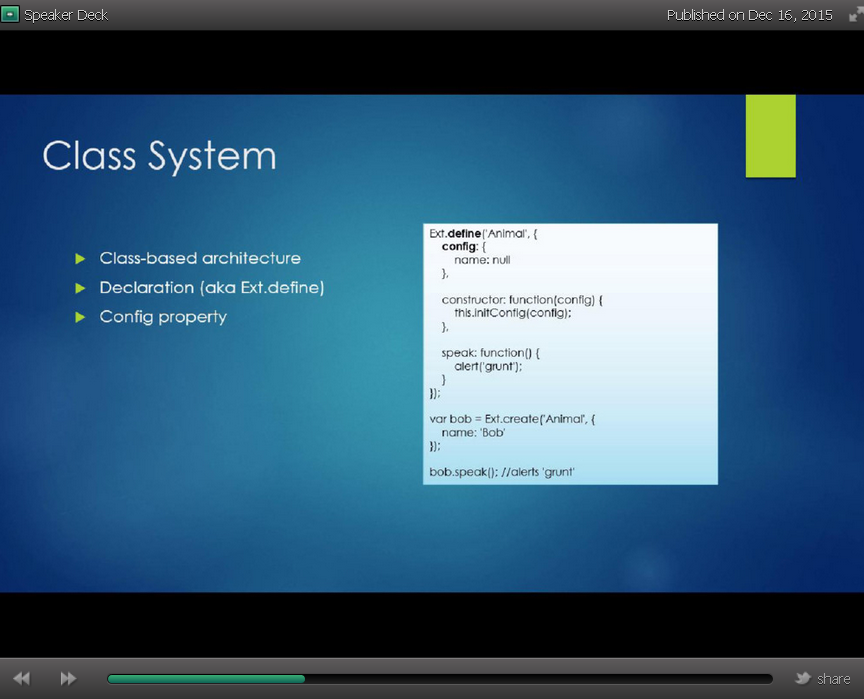 Speaker Deck
Published on Dec 16, 2015
Class System
Class-based architecture
Declaration (aka Ext.define)
Config property
Ext.define('Animal', {
config: {
name: null
},
constructor: function(config) {
this.initConfig(config);
},
speak: function() {
alert('grunt');
}
});
var bob = Ext.create('Animal', {
name: 'Bob'
});
bob.speak(); //alerts 'grunt'
share